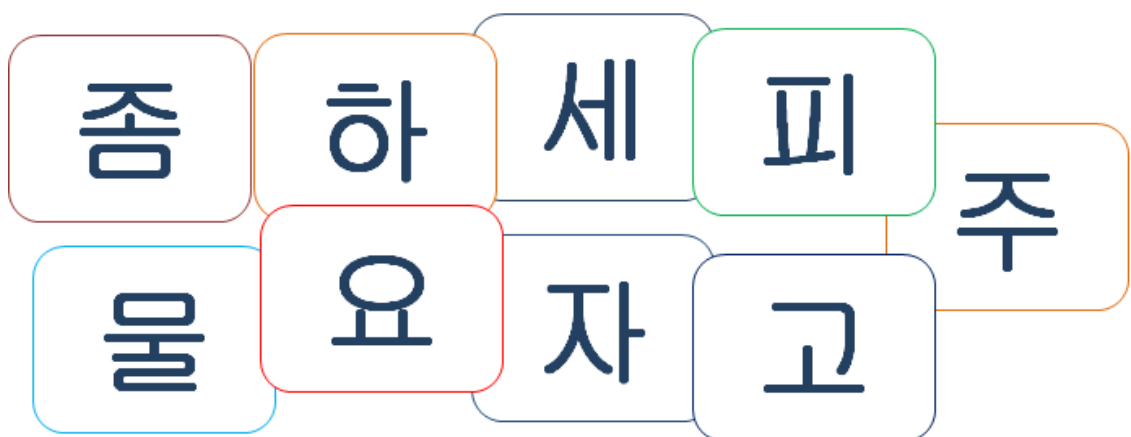 좀 하 세 피 주
물 요 자 고